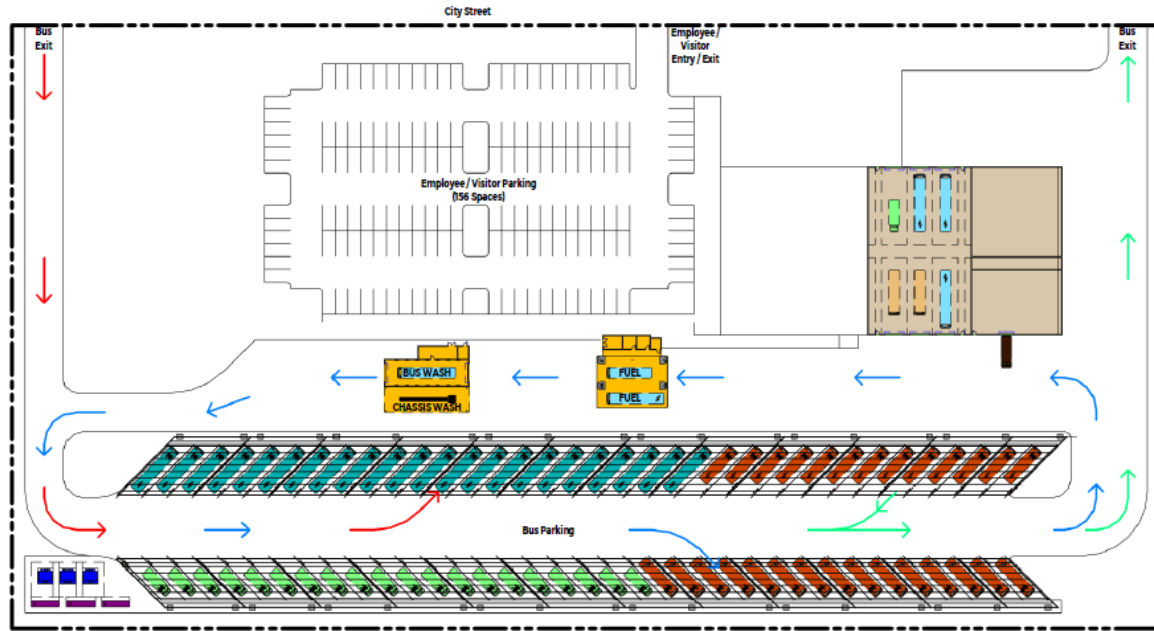 City Street
Bus
Exit
Employee /
Visitor
Entry / Exit
Bus
Exit
Employee / Visitor Parking
(156 Spaces)
BUS WASH
CHASSIS WASH
FUEL
FUEL
Bus Parking